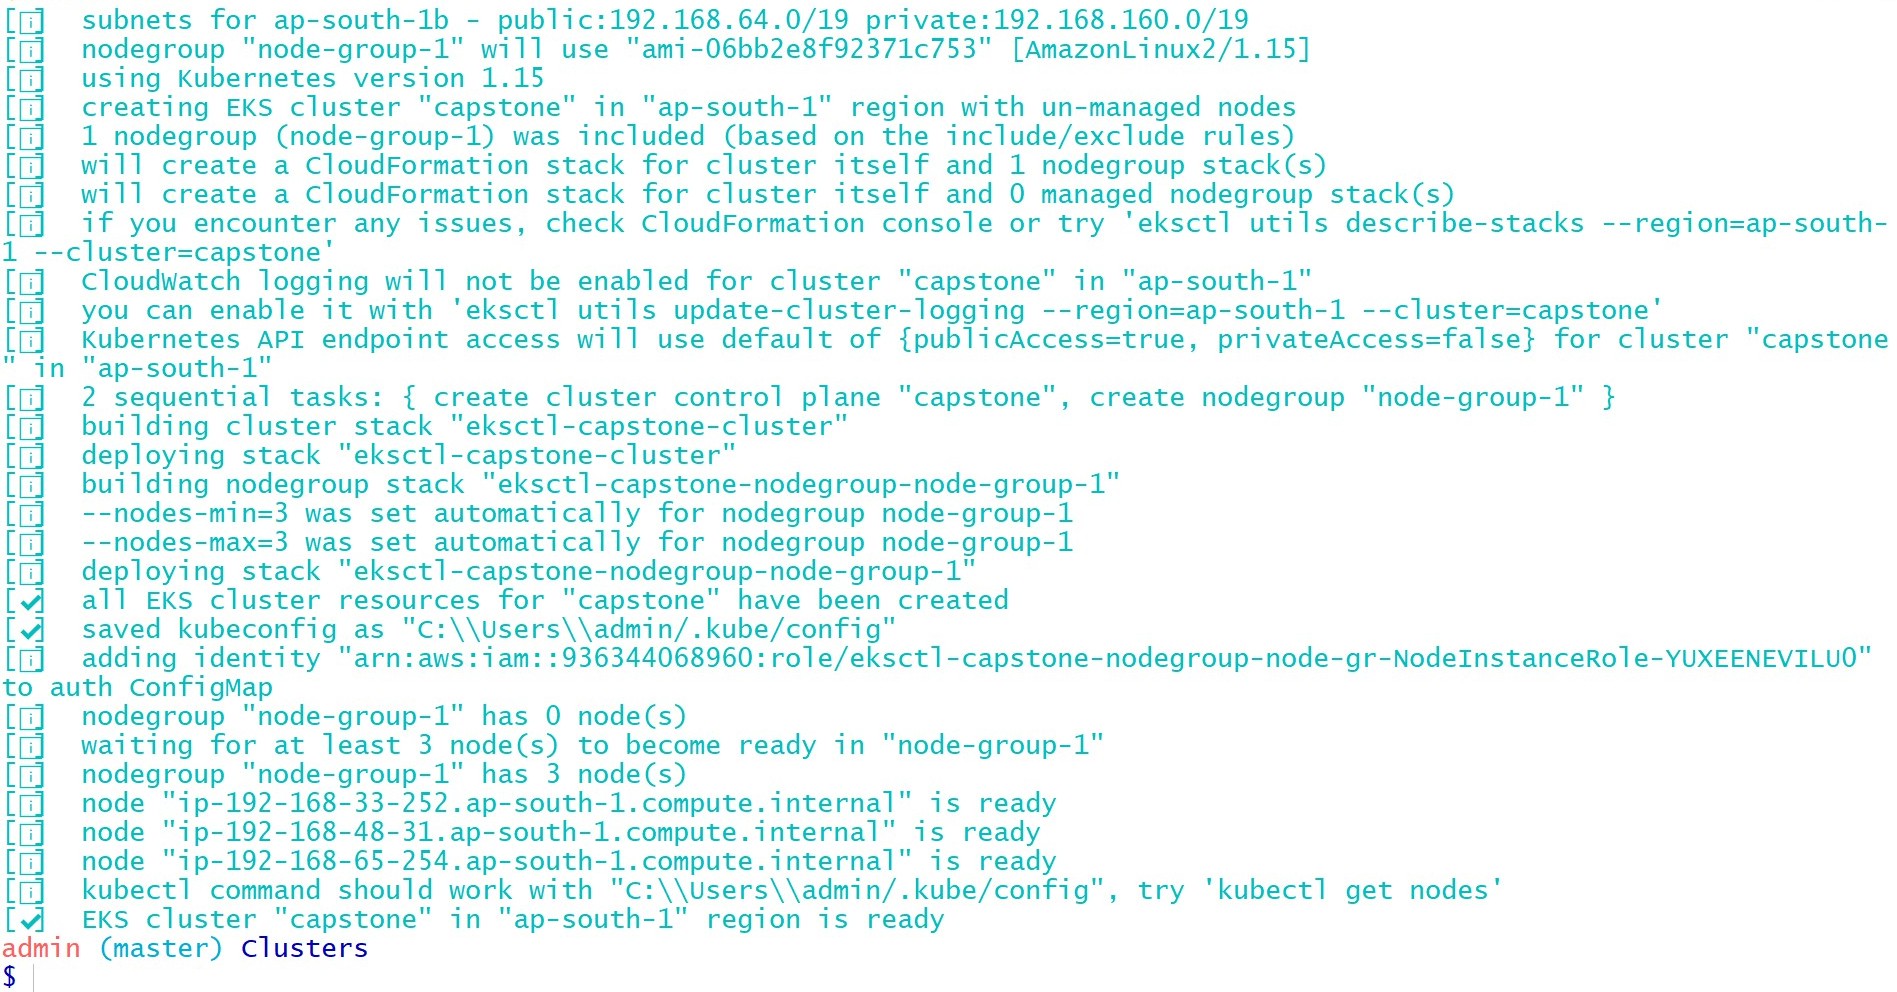 [i]  subnets for ap-south-1b - public:192.168.64.0/19 private:192.168.160.0/19
[i]  nodegroup "node-group-1" will use "ami-06bb2e8f92371c753" [AmazonLinux2/1.15]
[i]  using Kubernetes version 1.15
[i]  creating EKS cluster "capstone" in "ap-south-1" region with un-managed nodes
[i]  1 nodegroup (node-group-1) was included (based on the include/exclude rules)
[i]  will create a CloudFormation stack for cluster itself and 1 nodegroup stack(s)
[i]  will create a CloudFormation stack for cluster itself and 0 managed nodegroup stack(s)
[i]  if you encounter any issues, check CloudFormation console or try 'eksctl utils describe-stacks --region=ap-south-
1 --cluster=capstone'
[i]  CloudWatch logging will not be enabled for cluster "capstone" in "ap-south-1"
[i]  you can enable it with 'eksctl utils update-cluster-logging --region=ap-south-1 --cluster=capstone'
[i]  Kubernetes API endpoint access will use default of {publicAccess=true, privateAccess=false} for cluster "capstone
" in "ap-south-1"
[i]  2 sequential tasks: { create cluster control plane "capstone", create nodegroup "node-group-1" }
[i]  building cluster stack "eksctl-capstone-cluster"
[i]  deploying stack "eksctl-capstone-cluster"
[i]  building nodegroup stack "eksctl-capstone-nodegroup-node-group-1"
[i]  --nodes-min=3 was set automatically for nodegroup node-group-1
[i]  --nodes-max=3 was set automatically for nodegroup node-group-1
[i]  deploying stack "eksctl-capstone-nodegroup-node-group-1"
[✔]  all EKS cluster resources for "capstone" have been created
[✔]  saved kubeconfig as "C:\\Users\\admin/.kube/config"
[i]  adding identity "arn:aws:iam::936344068960:role/eksctl-capstone-nodegroup-node-gr-NodeInstanceRole-YUXEENEVILU0"
to auth ConfigMap
[i]  nodegroup "node-group-1" has 0 node(s)
[i]  waiting for at least 3 node(s) to become ready in "node-group-1"
[i]  nodegroup "node-group-1" has 3 node(s)
[i]  node "ip-192-168-33-252.ap-south-1.compute.internal" is ready
[i]  node "ip-192-168-48-31.ap-south-1.compute.internal" is ready
[i]  node "ip-192-168-65-254.ap-south-1.compute.internal" is ready
[i]  kubectl command should work with "C:\\Users\\admin/.kube/config", try 'kubectl get nodes'
[✔]  EKS cluster "capstone" in "ap-south-1" region is ready
admin (master) Clusters
$